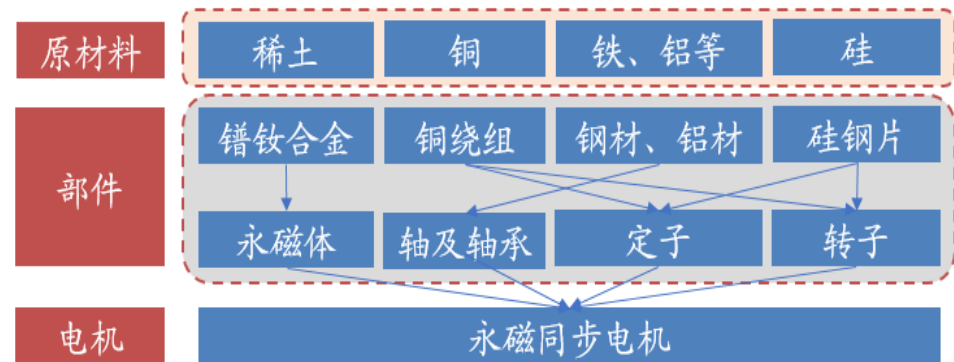 原材料
稀土
铜
铁、铝等
硅
部件
镨钕合金
铜绕组
钢材、铝材
硅钢片
永磁体
轴及轴承
定子
转子
电机
永磁同步电机